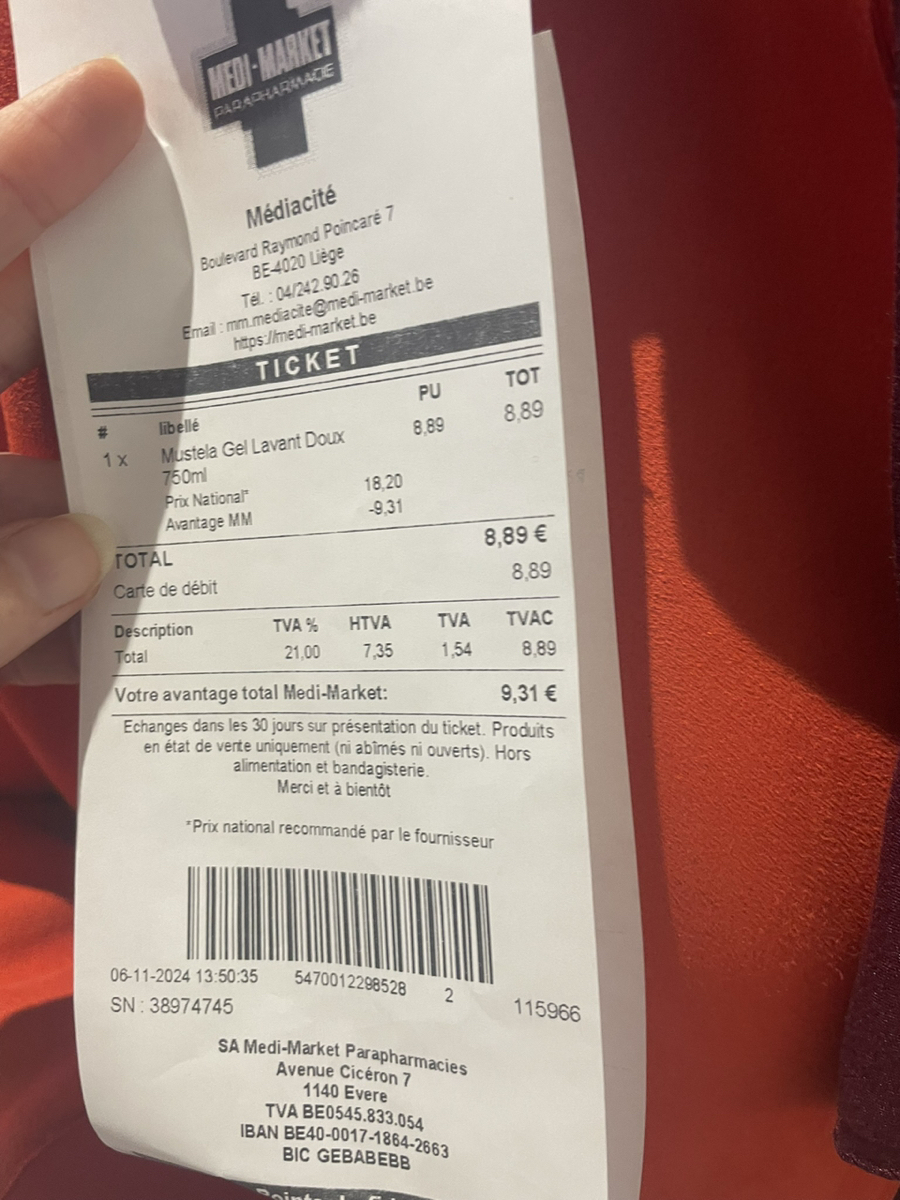 MEDI-MARKET
PARAPHARMACIE
Médiacité
Boulevard Raymond Poincaré 7
BE-4020 Liège
Tél. : 04/242.90.26
Email : mm.mediacite@medi-market.be
https://medi-market.be
TICKET
# libellé PU TOT
1 x Mustela Gel Lavant Doux 8,89 8,89
750ml
Prix National* 18,20
Avantage MM -9,31
TOTAL 8,89 €
Carte de débit 8,89
Description TVA % HTVA TVA TVAC
Total 21,00 7,35 1,54 8,89
Votre avantage total Medi-Market: 9,31 €
Echanges dans les 30 jours sur présentation du ticket. Produits
en état de vente uniquement (ni abîmés ni ouverts). Hors
alimentation et bandagisterie.
Merci et à bientôt
*Prix national recommandé par le fournisseur
06-11-2024 13:50:35 5470012298528 2 115966
SN : 38974745
SA Medi-Market Parapharmacies
Avenue Cicéron 7
1140 Evere
TVA BE0545.833.054
IBAN BE40-0017-1864-2663
BIC GEBABEBB